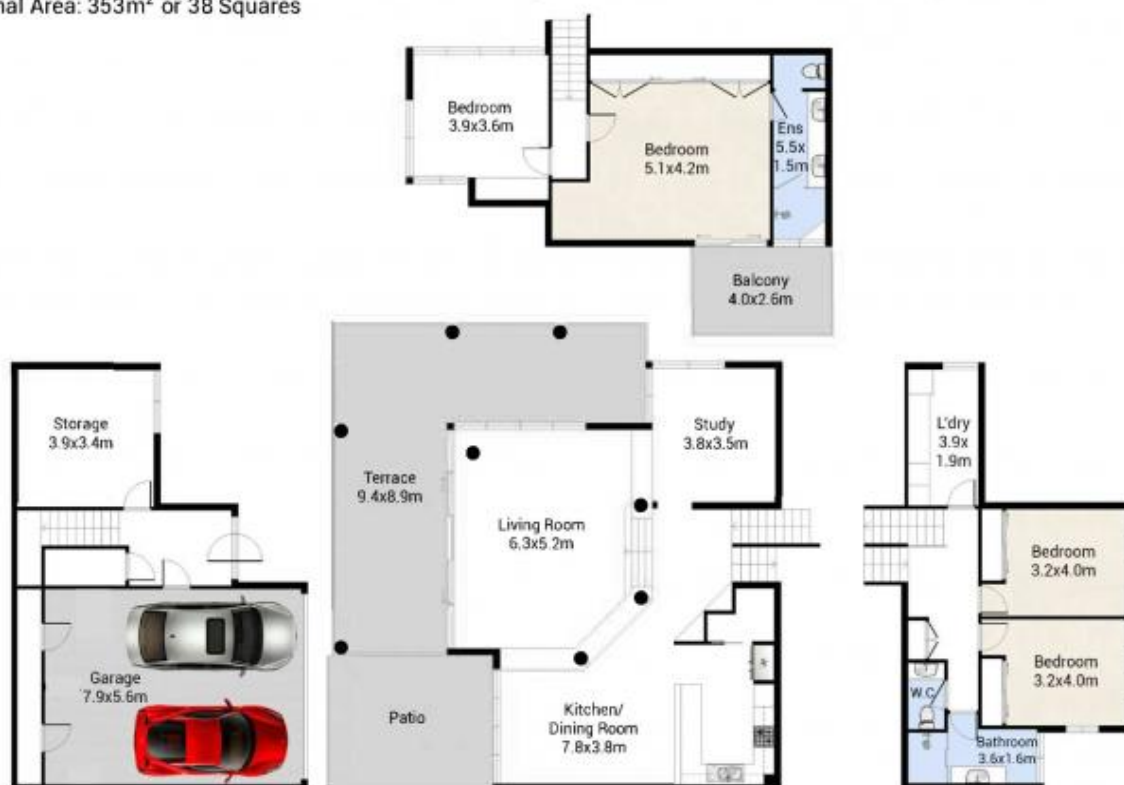 nal Area: 353m² or 38 Squares
Bedroom
3.9x3.6m
Bedroom
5.1x4.2m
Ens
5.5x
1.5m
Balcony
4.0x2.6m
Storage
3.9x3.4m
Terrace
9.4x8.9m
Living Room
6.3x5.2m
Study
3.8x3.5m
L'dry
3.9x
1.9m
Bedroom
3.2x4.0m
Garage
7.9x5.6m
Patio
Kitchen/
Dining Room
7.8x3.8m
Bedroom
3.2x4.0m
W.C
Bathroom
3.6x1.6m